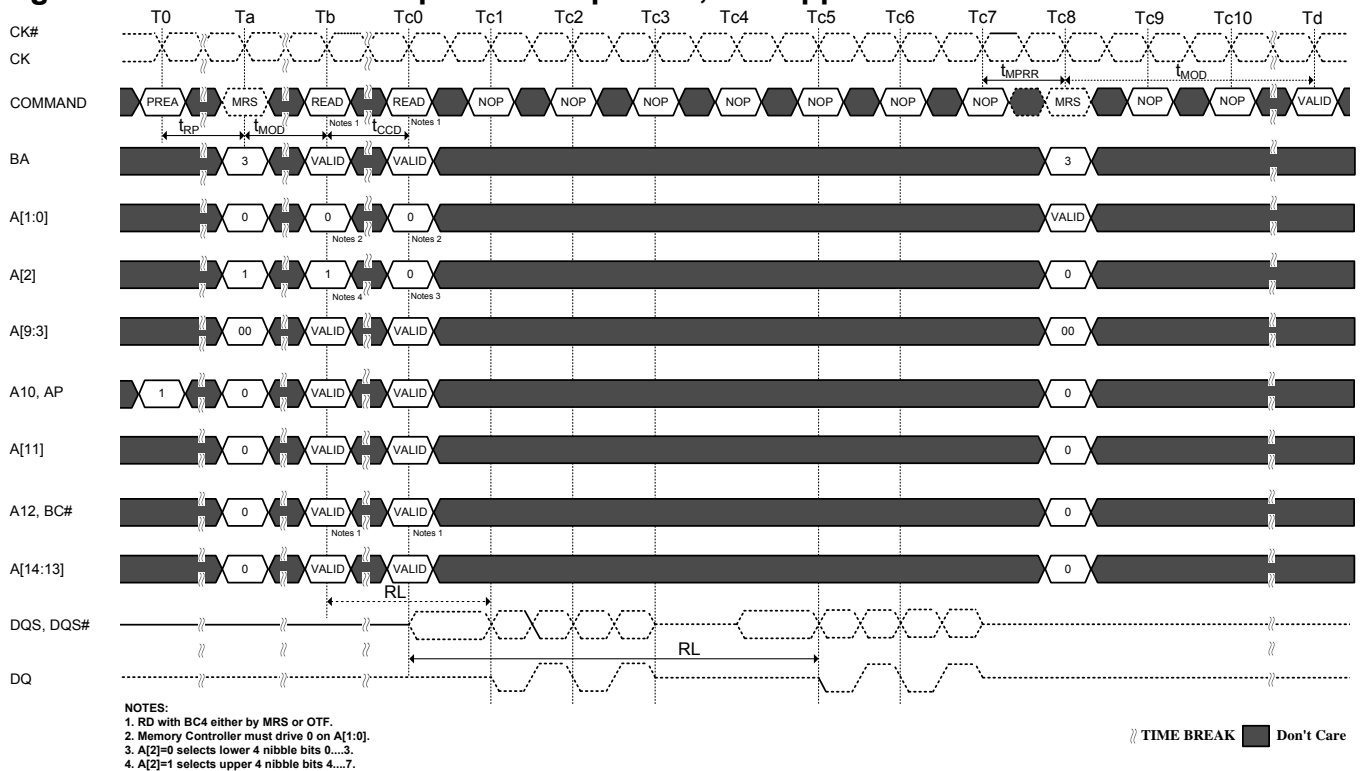 T0 Ta Tb Tc0 Tc1 Tc2 Tc3 Tc4 Tc5 Tc6 Tc7 Tc8 Tc9 Tc10 Td
CK#
CK
tMPRR tMOD
COMMAND PREA MRS READ READ NOP NOP NOP NOP NOP NOP NOP MRS NOP NOP VALID
Notes 1 Notes 1
tRP tMOD tCCD
BA 3 VALID VALID 3
A[1:0] 0 0 0 VALID
Notes 2 Notes 2
A[2] 1 1 0 0
Notes 4 Notes 3
A[9:3] 00 VALID VALID 00
A10, AP 1 0 VALID VALID 0
A[11] 0 VALID VALID 0
A12, BC# 0 VALID VALID 0
Notes 1 Notes 1
A[14:13] 0 VALID VALID 0
RL
DQS, DQS#
RL
DQ
NOTES:
1. RD with BC4 either by MRS or OTF.
2. Memory Controller must drive 0 on A[1:0].
3. A[2]=0 selects lower 4 nibble bits 0....3.
4. A[2]=1 selects upper 4 nibble bits 4....7.
TIME BREAK Don't Care